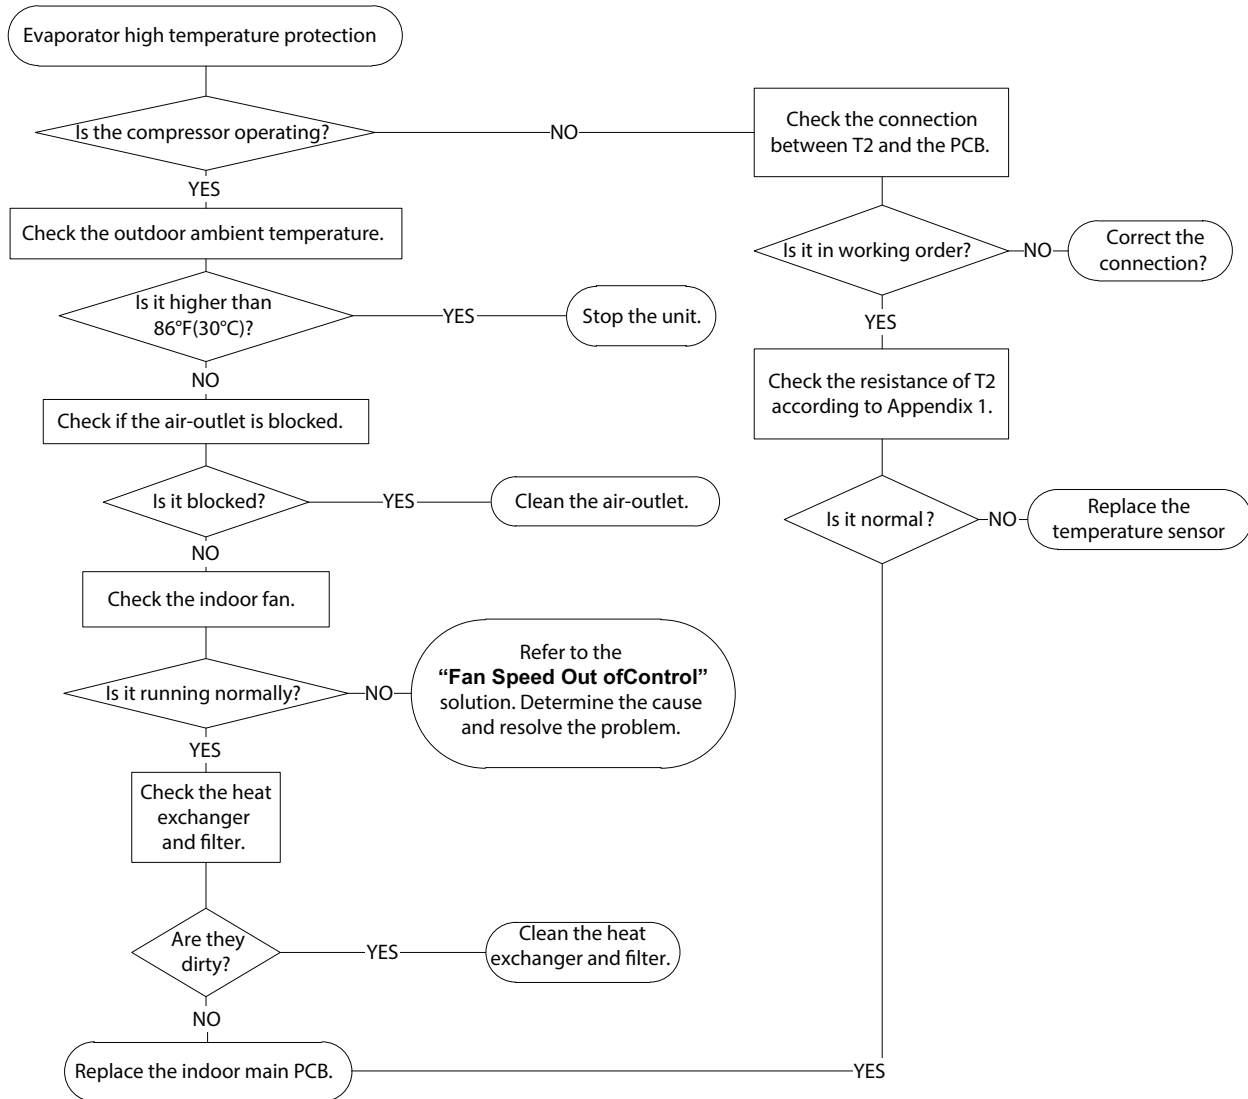 Evaporator high temperature protection
Is the compressor operating?
NO
Check the connection
between T2 and the PCB.
YES
Check the outdoor ambient temperature.
Is it in working order?
NO
Correct the
connection?
Is it higher than
86°F(30°C)?
YES
Stop the unit.
YES
NO
Check the resistance of T2
according to Appendix 1.
Check if the air-outlet is blocked.
Is it blocked?
YES
Clean the air-outlet.
Is it normal?
NO
Replace the
temperature sensor
NO
Check the indoor fan.
Is it running normally?
NO
Refer to the
“Fan Speed Out ofControl”
solution. Determine the cause
and resolve the problem.
YES
Check the heat
exchanger
and filter.
Are they
dirty?
YES
Clean the heat
exchanger and filter.
NO
Replace the indoor main PCB.
YES